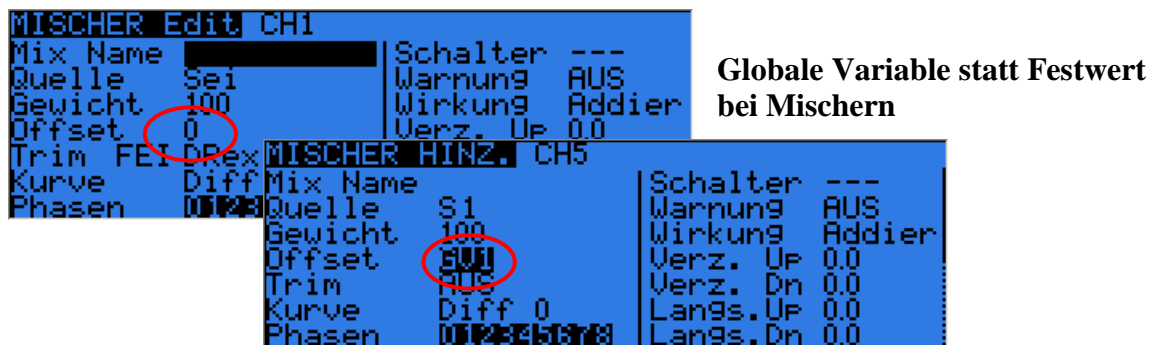 MISCHER Edit CH1
Mix Name
Quelle Sei
Gewicht 100
Offset 0
Trim FEI DRex
Kurve Diff
Phasen 0123
Schalter ---
Warnung AUS
Wirkung Addier
Verz. Up 0.0
Globale Variable statt Festwert
bei Mischern
MISCHER HINZ. CH5
Mix Name
Quelle S1
Gewicht 100
Offset GV1
Trim AUS
Kurve Diff 0
Phasen 012345678
Schalter ---
Warnung AUS
Wirkung Addier
Verz. Up 0.0
Verz. Dn 0.0
Langs.Up 0.0
Langs.Dn 0.0